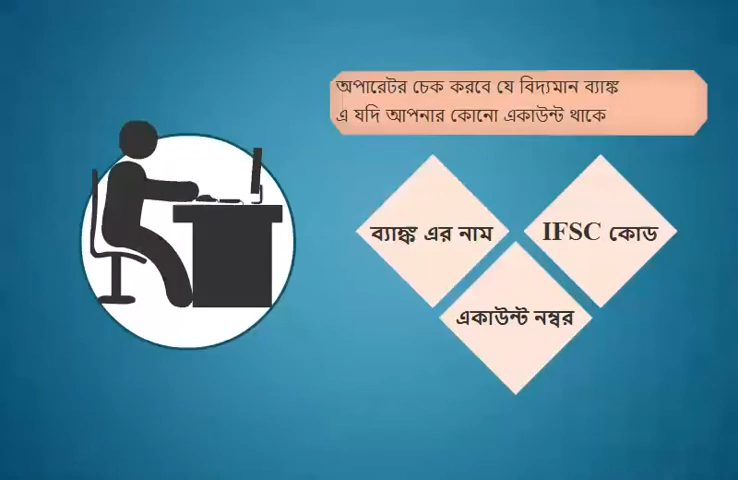 অপারেটর চেক করবে যে বিদ্যমান ব্যাঙ্ক
এ যদি আপনার কোনো একাউন্ট থাকে
ব্যাঙ্ক এর নাম
IFSC কোড
একাউন্ট নম্বর